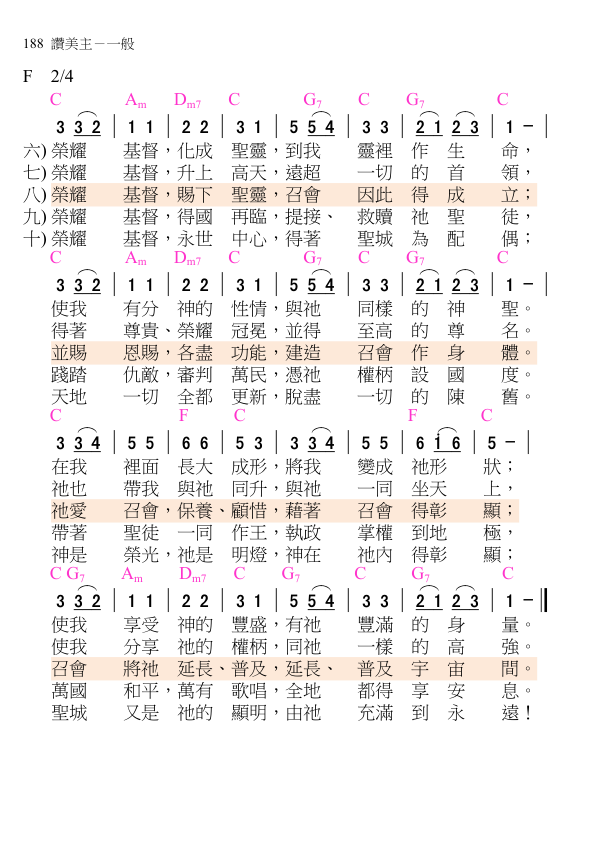 188 讚美主－一般
F 2/4
C Am Dm7 C G7 C G7 C
3 3 2 | 1 1 | 2 2 | 3 1 | 5 5 4 | 3 3 | 2 1 2 3 | 1 － |
六) 榮耀 基督，化成 聖靈，到我 靈裡 作 生 命，
七) 榮耀 基督，升上 高天，遠超 一切 的 首 領，
八) 榮耀 基督，賜下 聖靈，召會 因此 得 成 立；
九) 榮耀 基督，得國 再臨，提接、 救贖 祂 聖 徒，
十) 榮耀 基督，永世 中心，得著 聖城 為 配 偶；
C Am Dm7 C G7 C G7 C
3 3 2 | 1 1 | 2 2 | 3 1 | 5 5 4 | 3 3 | 2 1 2 3 | 1 － |
使我 有分 神的 性情，與祂 同樣 的 神 聖。
得著 尊貴、榮耀 冠冕，並得 至高 的 尊 名。
並賜 恩賜，各盡 功能，建造 召會 作 身 體。
踐踏 仇敵，審判 萬民，憑祂 權柄 設 國 度。
天地 一切 全都 更新，脫盡 一切 的 陳 舊。
C F C F C
3 3 4 | 5 5 | 6 6 | 5 3 | 3 3 4 | 5 5 | 6 i 6 | 5 － |
在我 裡面 長大 成形，將我 變成 祂形 狀；
祂也 帶我 與祂 同升，與祂 一同 坐天 上，
祂愛 召會，保養、顧惜，藉著 召會 得彰 顯；
帶著 聖徒 一同 作王，執政 掌權 到地 極，
神是 榮光，祂是 明燈，神在 祂內 得彰 顯；
C G7 Am Dm7 C G7 C G7 C
3 3 2 | 1 1 | 2 2 | 3 1 | 5 5 4 | 3 3 | 2 1 2 3 | 1 － ‖
使我 享受 神的 豐盛，有祂 豐滿 的 身 量。
使我 分享 祂的 權柄，同祂 一樣 的 高 強。
召會 將祂 延長、普及，延長、 普及 宇 宙 間。
萬國 和平，萬有 歌唱，全地 都得 享 安 息。
聖城 又是 祂的 顯明，由祂 充滿 到 永 遠！